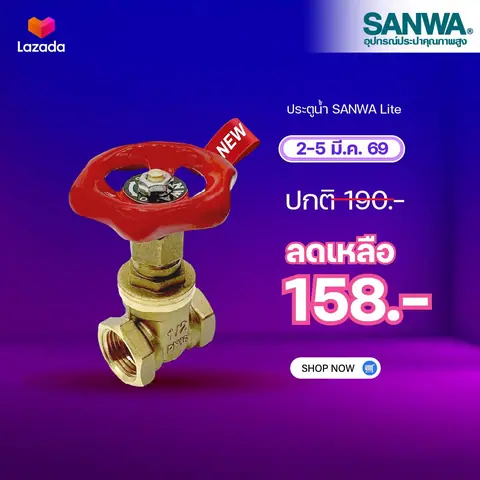 Lazada
SANWA®
อุปกรณ์ประปาคุณภาพสูง
ประตูน้ำ SANWA Lite
NEW
2-5 มี.ค. 69
ปกติ 190.-
ลดเหลือ
158.-
1/2
SHOP NOW